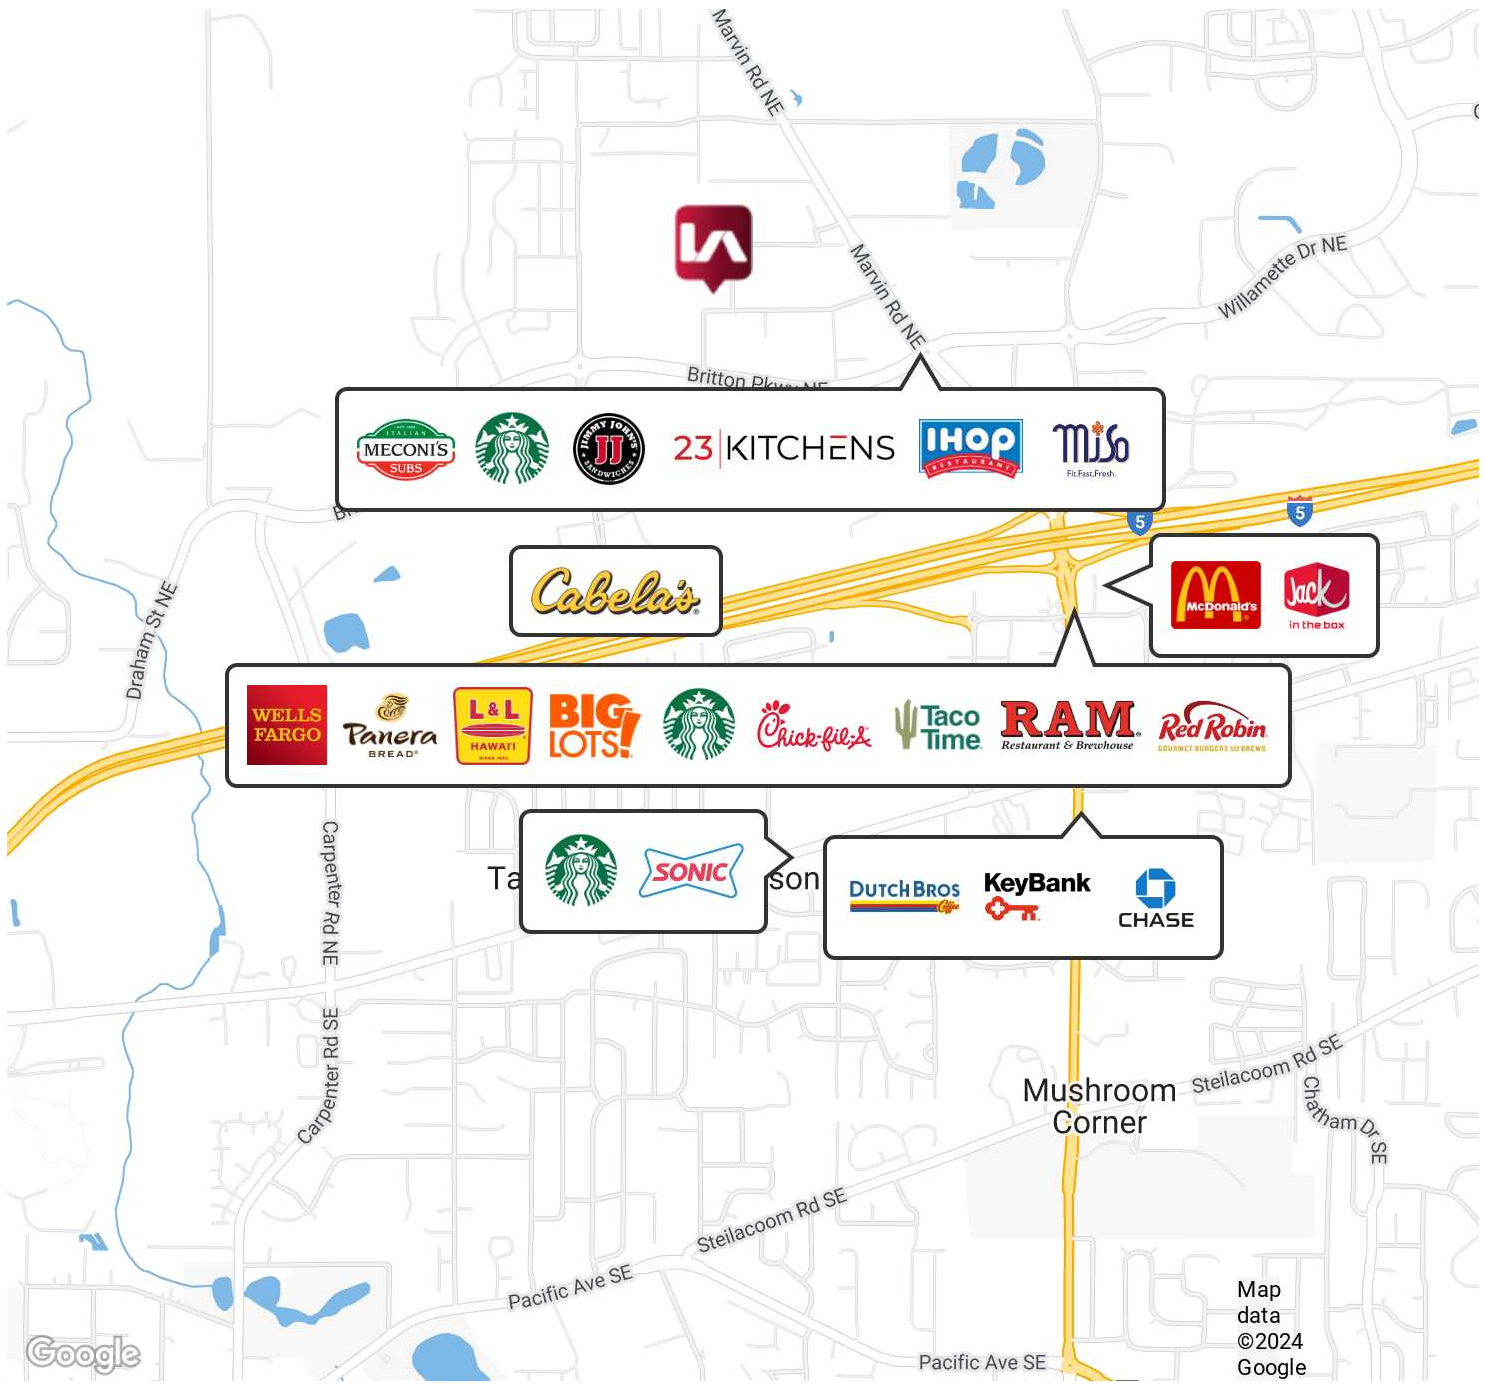 Marvin Rd NE
LA
Willamette Dr NE
Marvin Rd NE
Britton Pkwy NE
ITALIAN
MECONI'S
SUBS
JIMMY JOHN'S
JJ
SANDWICHES
23 KITCHENS
IHOP
RESTAURANT
MiSo
Fit.Fast.Fresh.
5
5
Cabela's
McDonald's
Jack
in the box
Draham St NE
WELLS
FARGO
Panera
BREAD
L & L
HAWAI'I
BIG
LOTS!
Chick-fil-A
Taco
Time
RAM
Restaurant & Brewhouse
Red Robin
GOURMET BURGERS AND BREWS
SONIC
DUTCH BROS
Coffee
KeyBank
CHASE
Carpenter Rd NE
Carpenter Rd SE
Mushroom
Corner
Steilacoom Rd SE
Chatham Dr SE
Steilacoom Rd SE
Pacific Ave SE
Pacific Ave SE
Map
data
©2024
Google
Google